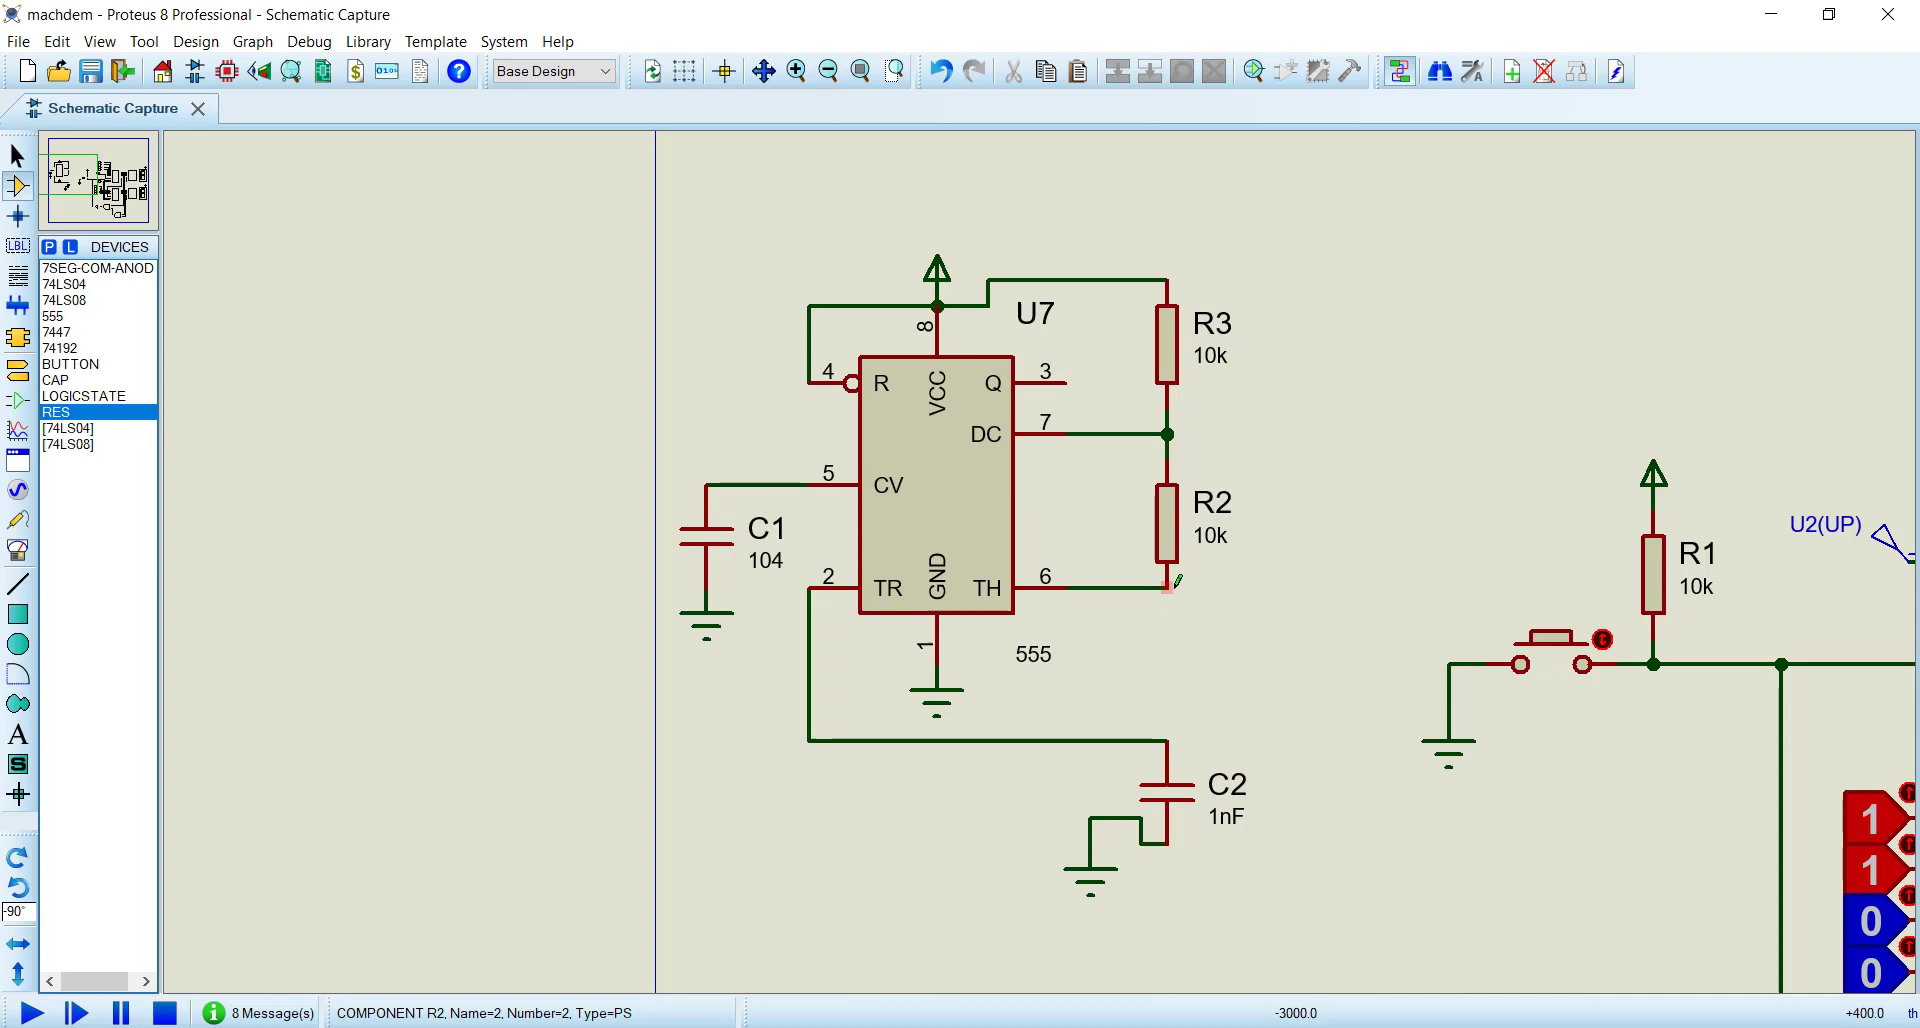 machdem - Proteus 8 Professional - Schematic Capture
File Edit View Tool Design Graph Debug Library Template System Help
$ 0101 ? Base Design
Schematic Capture
P L DEVICES
7SEG-COM-ANOD
74LS04
74LS08
555
7447
74192
BUTTON
CAP
LOGICSTATE
RES
[74LS04]
[74LS08]
LBL
A
S
-90°
U7
8
R3
10k
4 R VCC Q 3
DC 7
5 CV
R2
10k
C1
104
2 TR GND TH 6
1
555
C2
1nF
R1
10k
U2(UP)
1
1
0
0
8 Message(s) COMPONENT R2, Name=2, Number=2, Type=PS -3000.0 +400.0 th